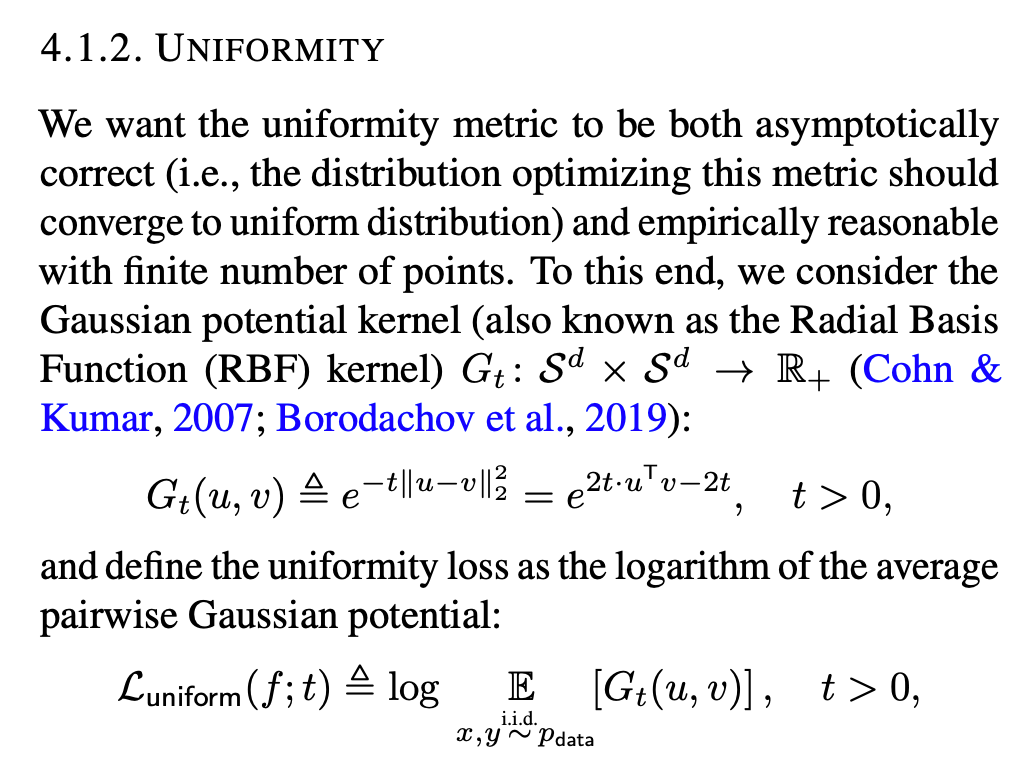 4.1.2. UNIFORMITY
We want the uniformity metric to be both asymptotically
correct (i.e., the distribution optimizing this metric should
converge to uniform distribution) and empirically reasonable
with finite number of points. To this end, we consider the
Gaussian potential kernel (also known as the Radial Basis
Function (RBF) kernel) $G_t : \mathcal{S}^d \times \mathcal{S}^d \to \mathbb{R}_+$ (Cohn &
Kumar, 2007; Borodachov et al., 2019):
$G_t(u, v) \triangleq e^{-t\|u-v\|_2^2} = e^{2t \cdot u^\mathsf{T} v - 2t}, \quad t > 0,$
and define the uniformity loss as the logarithm of the average
pairwise Gaussian potential:
$\mathcal{L}_{\mathsf{uniform}}(f; t) \triangleq \log \mathbb{E}_{x,y \overset{\text{i.i.d.}}{\sim} p_{\mathsf{data}}} [G_t(u, v)], \quad t > 0,$